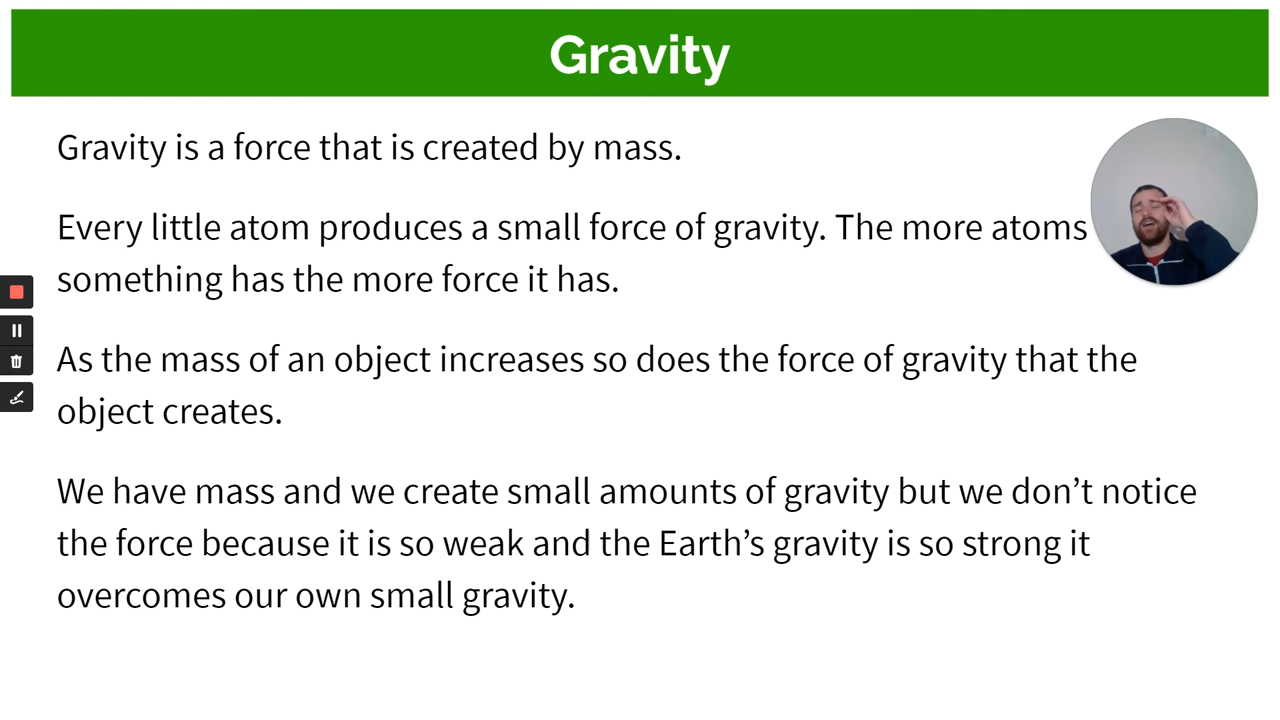 Gravity
Gravity is a force that is created by mass.
Every little atom produces a small force of gravity. The more atoms
something has the more force it has.
As the mass of an object increases so does the force of gravity that the
object creates.
We have mass and we create small amounts of gravity but we don’t notice
the force because it is so weak and the Earth’s gravity is so strong it
overcomes our own small gravity.